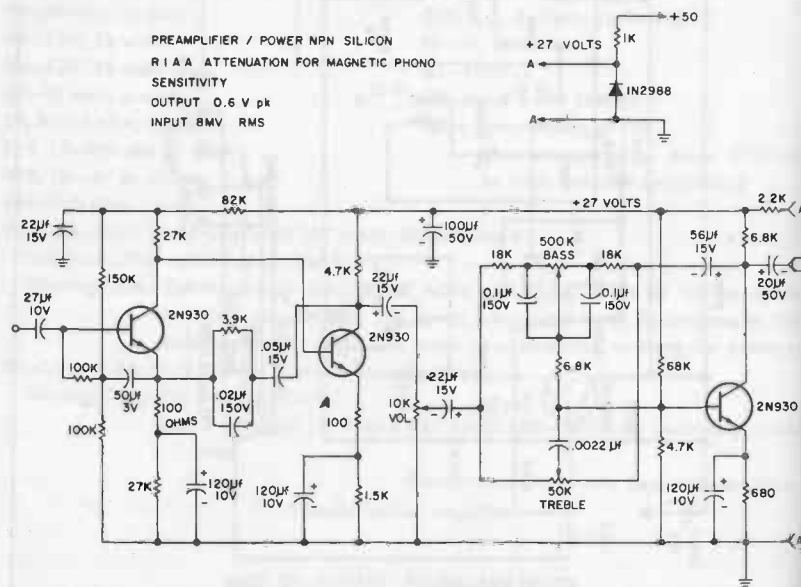 PREAMPLIFIER / POWER NPN SILICON
RIAA ATTENUATION FOR MAGNETIC PHONO
SENSITIVITY
OUTPUT 0.6 V pk
INPUT 8MV RMS
+50
1K
+27 VOLTS
A
1N2988
A
82K
+27 VOLTS
2.2K
A
22µf
15V
27K
100µf
50V
6.8K
56µf
15V
18K
500K
BASS
18K
150K
4.7K
22µf
15V
20µf
50V
27µf
10V
0.1µf
150V
0.1µf
150V
2N930
3.9K
.05µf
15V
2N930
6.8K
68K
100K
50µf
3V
.02µf
150V
22µf
15V
2N930
100K
100
OHMS
A
100
10K
VOL
.0022 µf
4.7K
27K
120µf
10V
120µf
10V
1.5K
50K
TREBLE
120µf
10V
680
A